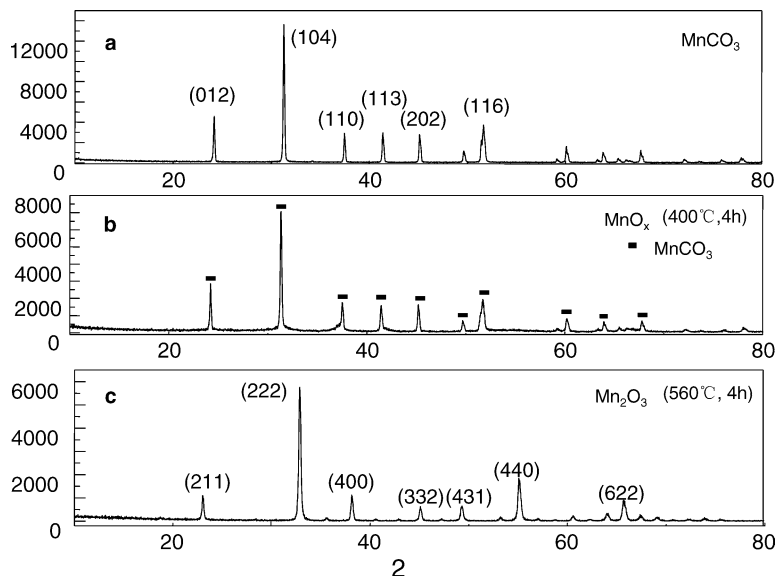 a
MnCO3
(104)
(012)
(113)
(116)
(110)
(202)
12000
8000
4000
0
20 40 60 80
b
MnOx (400℃,4h)
MnCO3
8000
6000
4000
2000
0
20 40 60 80
c
Mn2O3 (560℃, 4h)
(222)
(440)
(211) (400)
(332) (431) (622)
6000
4000
2000
0
20 40 60 80
2